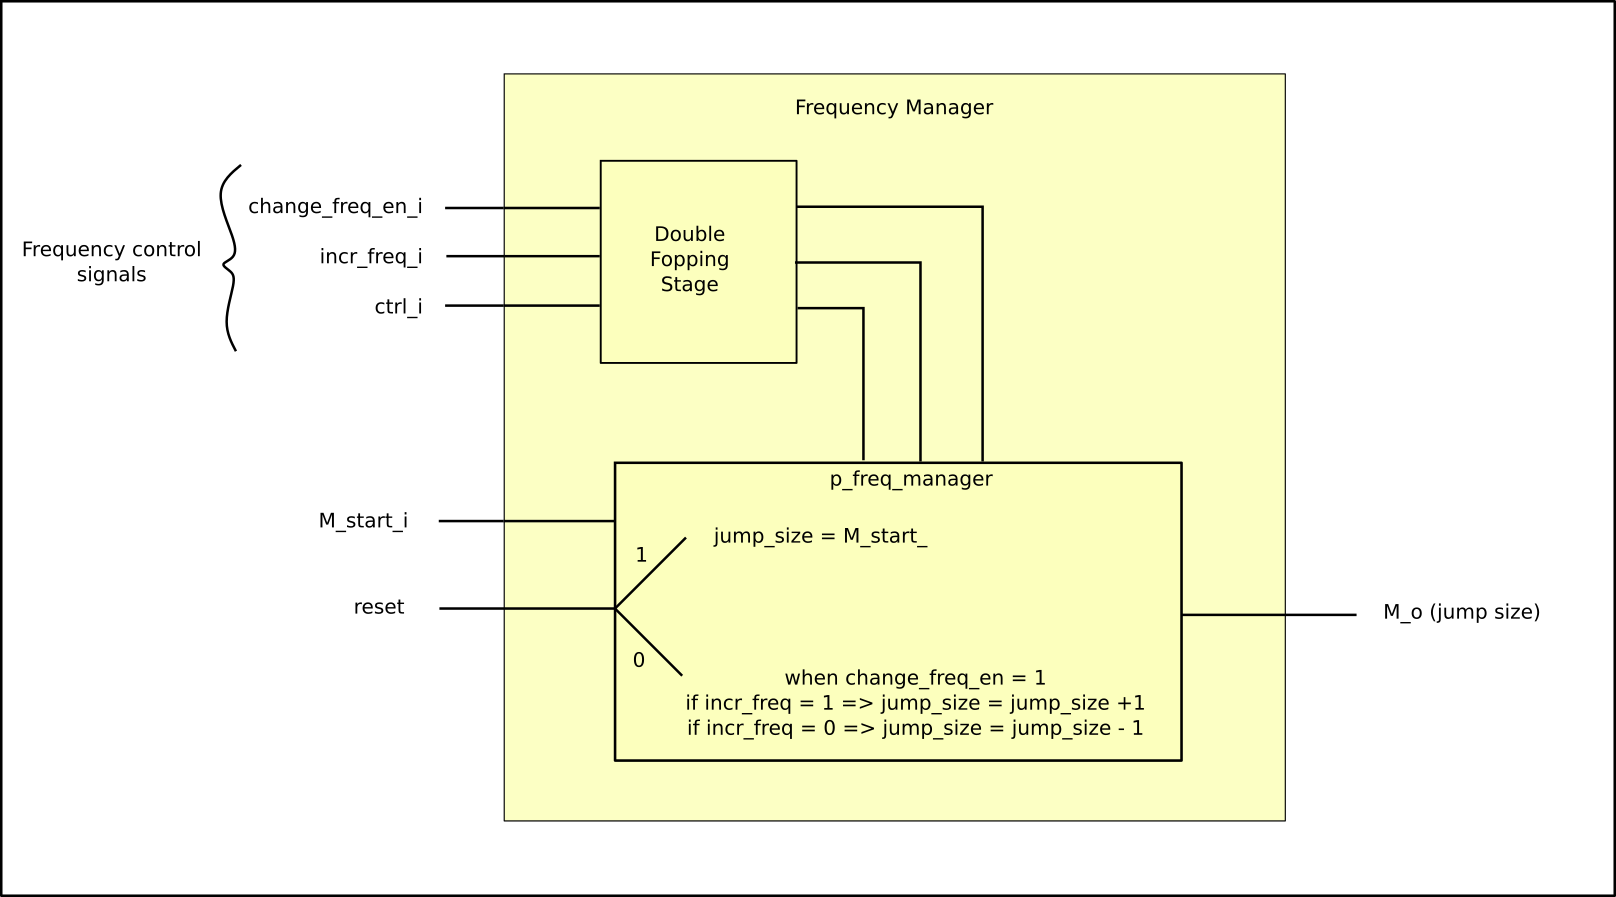 Frequency Manager
change_freq_en_i
incr_freq_i
ctrl_i
Frequency control
signals
Double
Fopping
Stage
p_freq_manager
M_start_i
jump_size = M_start_
1
reset
0
when change_freq_en = 1
if incr_freq = 1 => jump_size = jump_size +1
if incr_freq = 0 => jump_size = jump_size - 1
M_o (jump size)